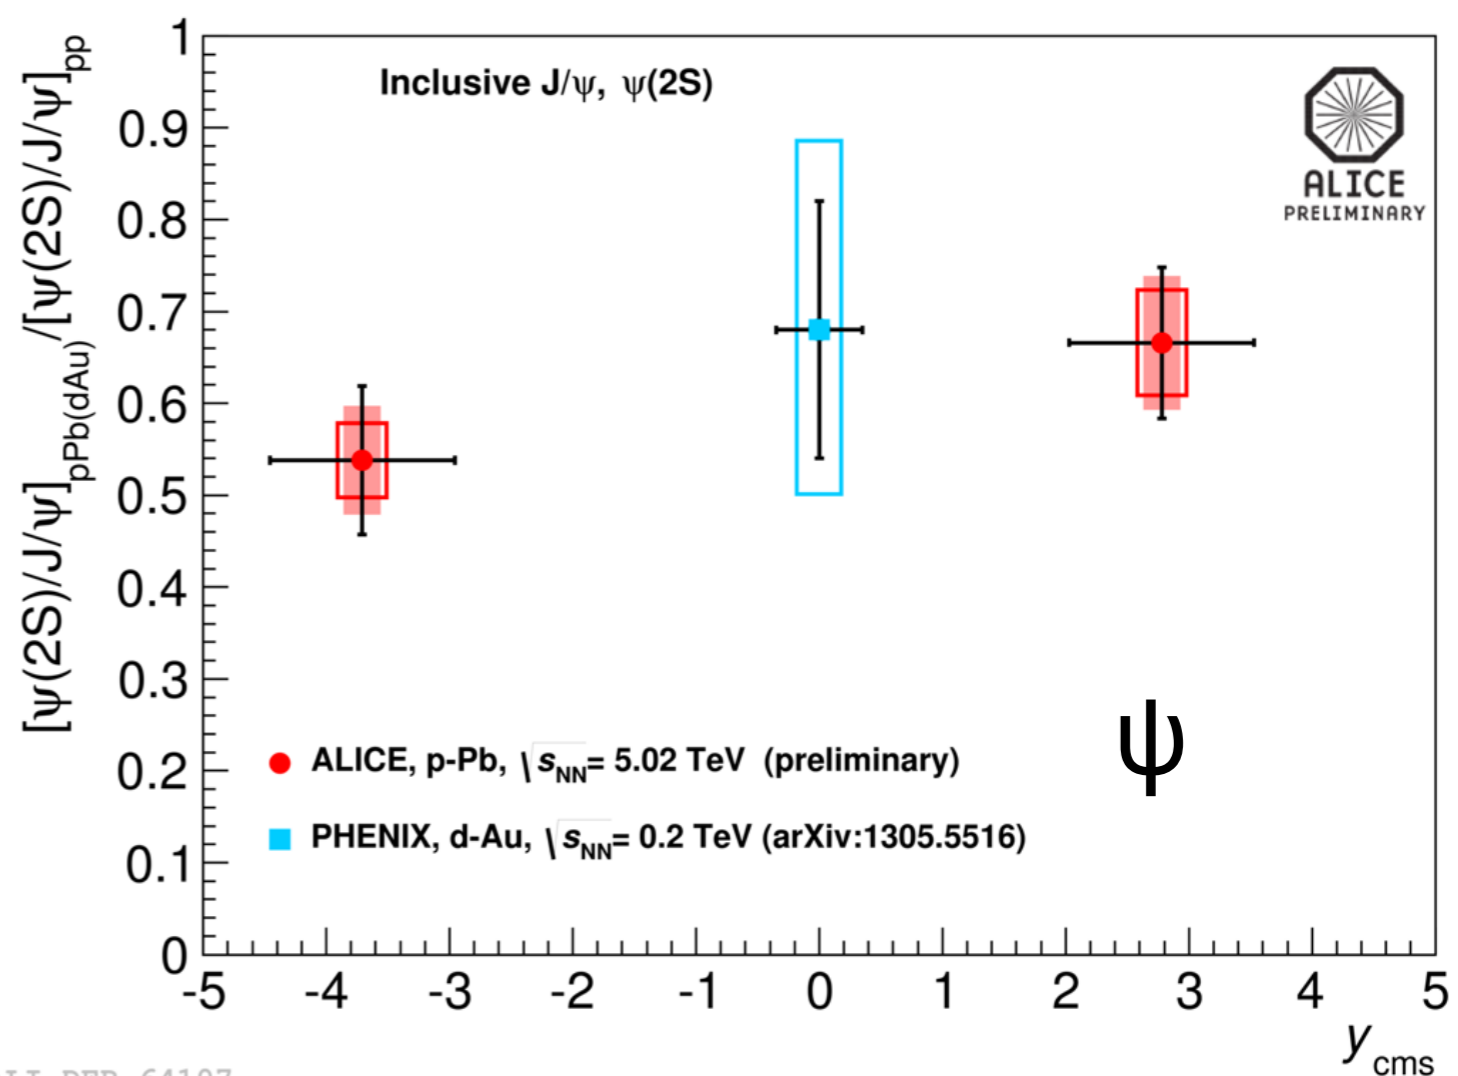 [ψ(2S)/J/ψ]pPb(dAu)/[ψ(2S)/J/ψ]pp
1
0.9
0.8
0.7
0.6
0.5
0.4
0.3
0.2
0.1
0
Inclusive J/ψ, ψ(2S)
ALICE
PRELIMINARY
ψ
ALICE, p-Pb, √sNN= 5.02 TeV (preliminary)
PHENIX, d-Au, √sNN= 0.2 TeV (arXiv:1305.5516)
-5 -4 -3 -2 -1 0 1 2 3 4 5
ycms